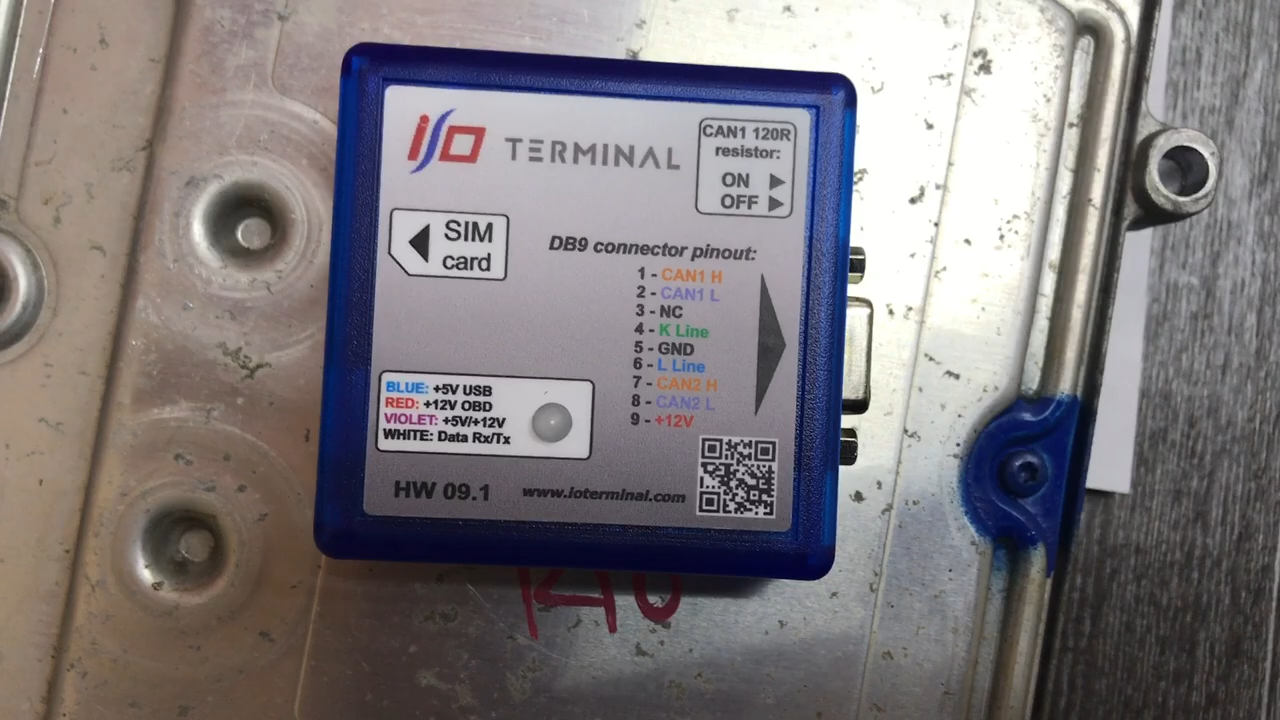 I/O TERMINAL
CAN1 120R
resistor:
ON ▶
OFF ▶
SIM
card
DB9 connector pinout:
1 - CAN1 H
2 - CAN1 L
3 - NC
4 - K Line
5 - GND
6 - L Line
7 - CAN2 H
8 - CAN2 L
9 - +12V
BLUE: +5V USB
RED: +12V OBD
VIOLET: +5V/+12V
WHITE: Data Rx/Tx
HW 09.1
www.ioterminal.com